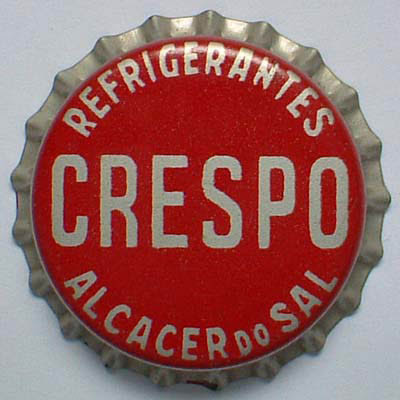 REFRIGERANTES
CRESPO
ALCACER DO SAL